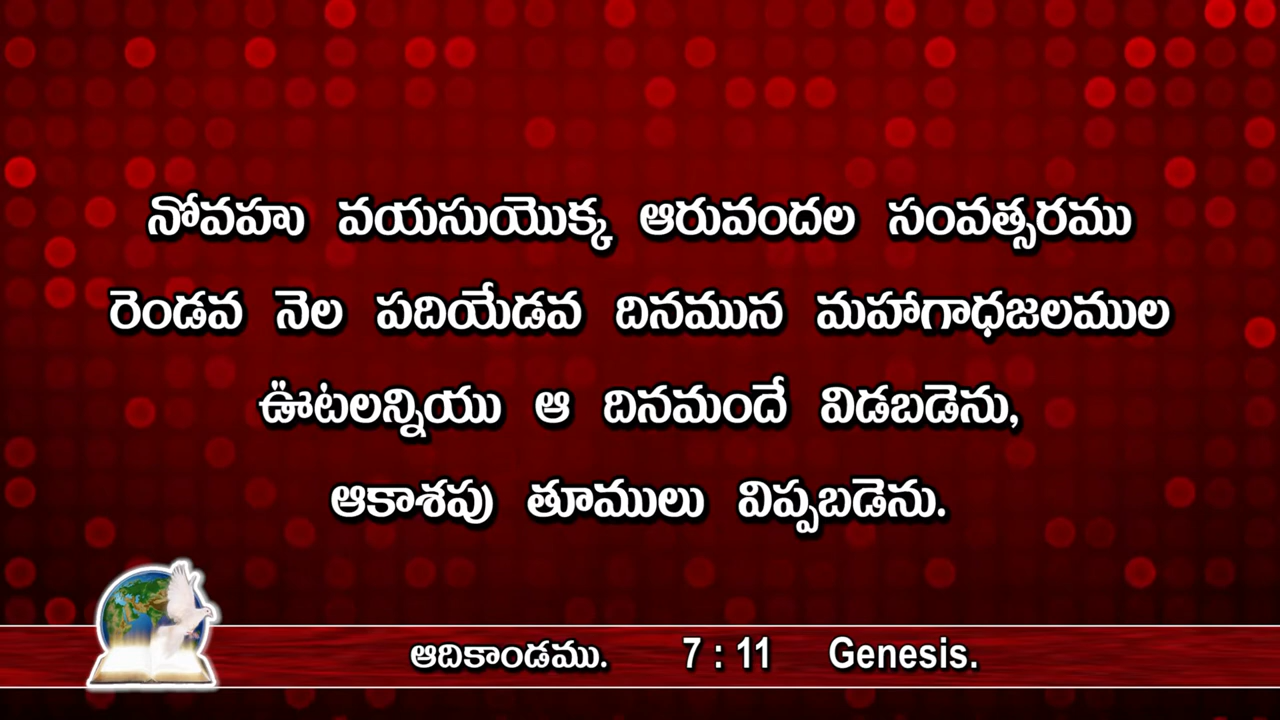 నోవహు వయసుయొక్క ఆరువందల సంవత్సరము
రెండవ నెల పదియేడవ దినమున మహాగాధజలముల
ఊటలన్నియు ఆ దినమందే విడబడెను,
ఆకాశపు తూములు విప్పబడెను.
ఆదికాండము. 7 : 11 Genesis.